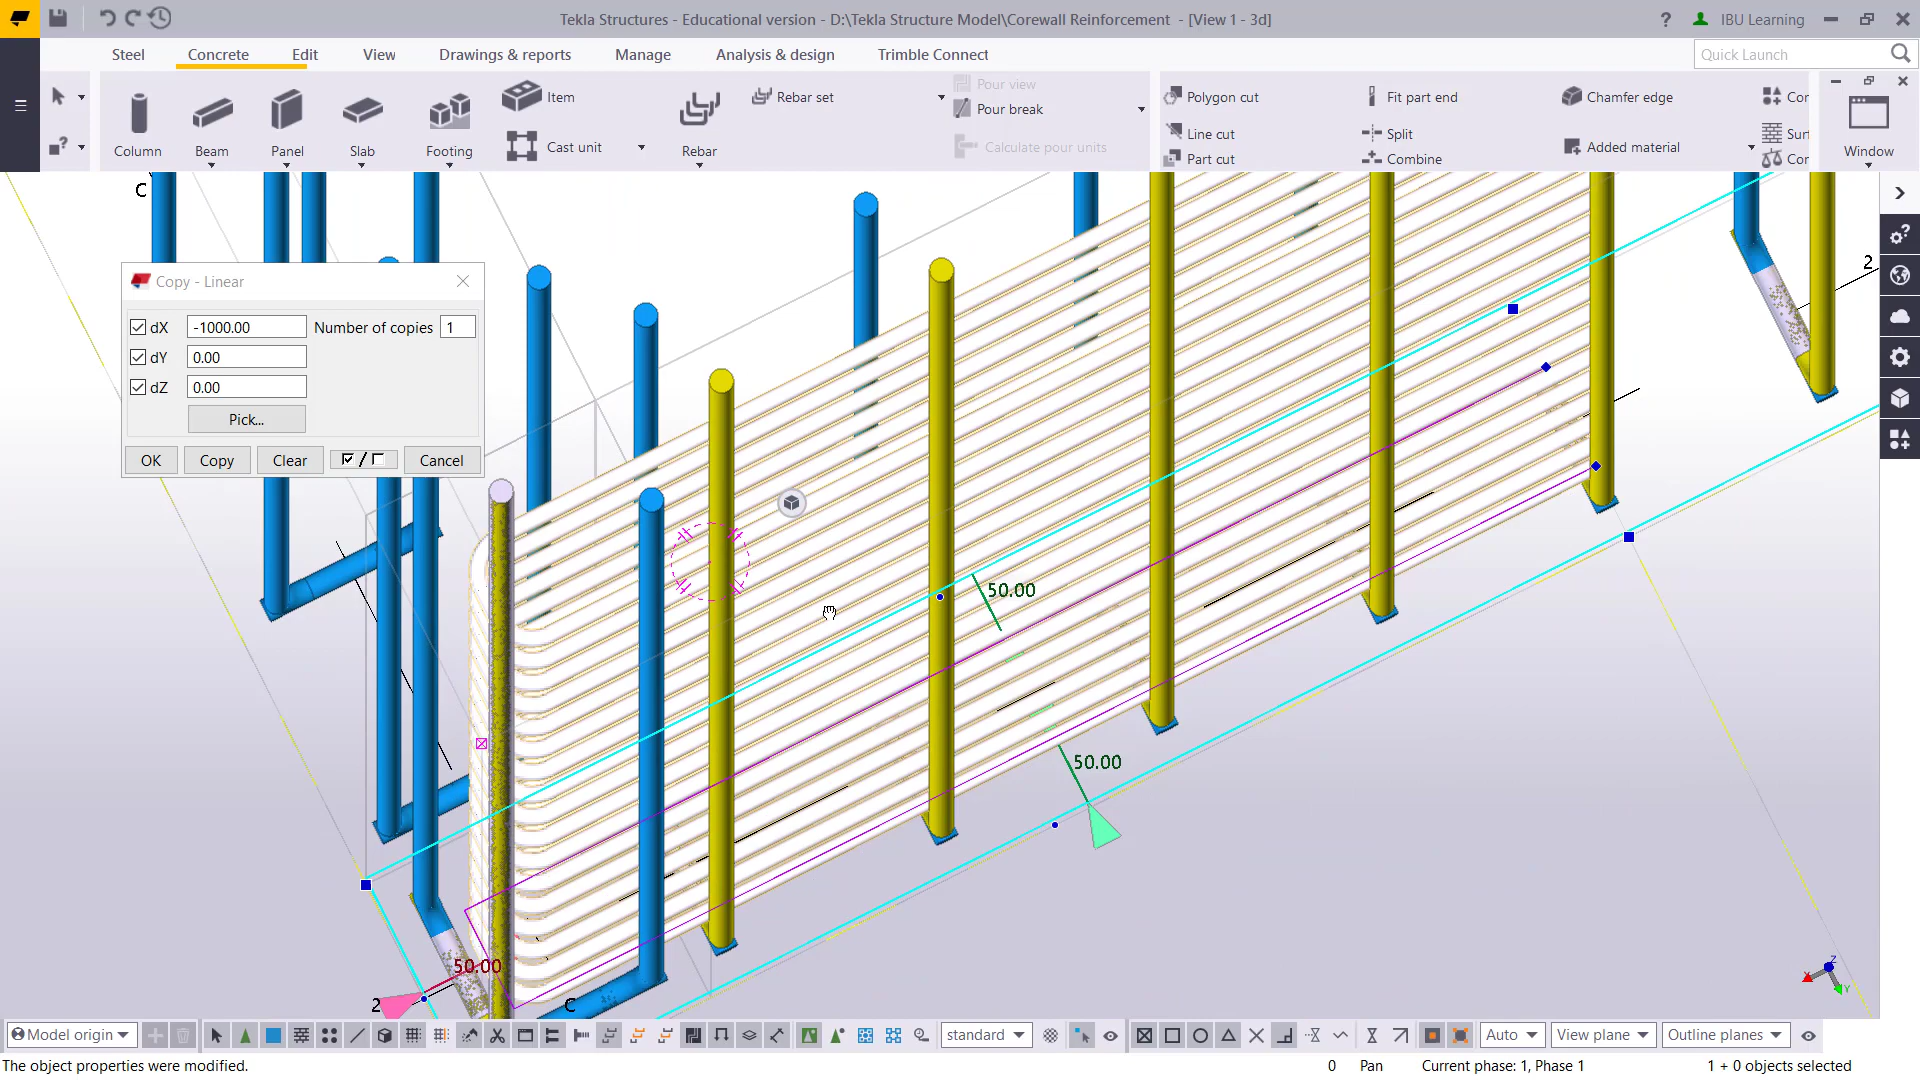 Tekla Structures - Educational version - D:\Tekla Structure Model\Corewall Reinforcement - [View 1 - 3d]
? IBU Learning
Steel Concrete Edit View Drawings & reports Manage Analysis & design Trimble Connect
Quick Launch
Column Beam Panel Slab Footing
Item
Cast unit
Rebar
Rebar set
Pour view
Pour break
Calculate pour units
Polygon cut
Line cut
Part cut
Fit part end
Split
Combine
Chamfer edge
Added material
Cor
Surf
Cor
Window
C
2
Copy - Linear
dX -1000.00 Number of copies 1
dY 0.00
dZ 0.00
Pick...
OK Copy Clear / Cancel
50.00
50.00
50.00
2
C
Z
X
Y
Model origin
standard
Auto
View plane
Outline planes
The object properties were modified.
0 Pan Current phase: 1, Phase 1 1 + 0 objects selected